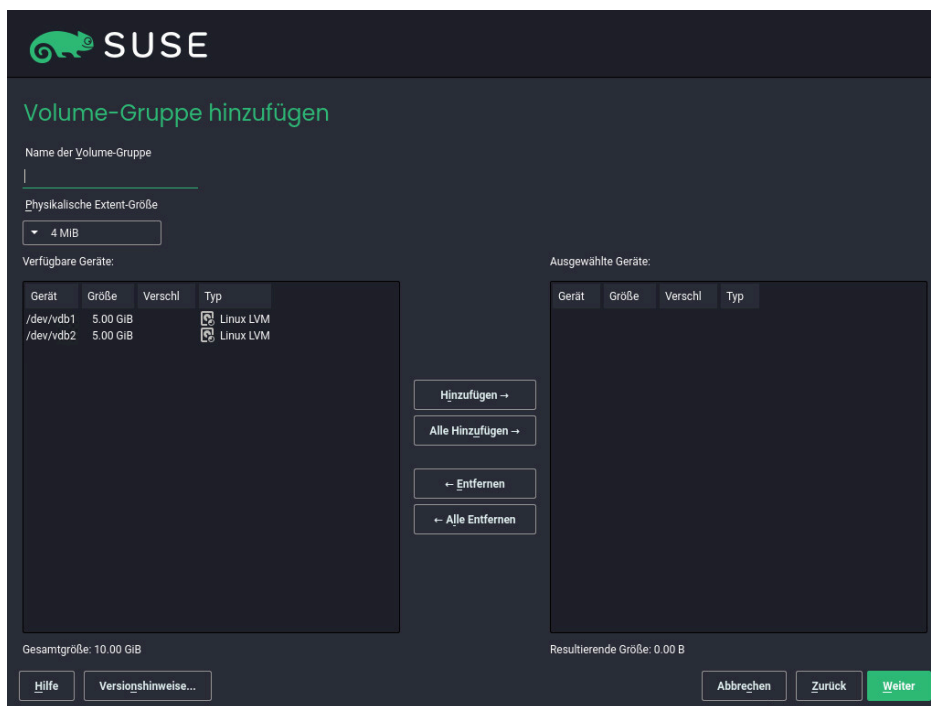 SUSE
Volume-Gruppe hinzufügen
Name der Volume-Gruppe
Physikalische Extent-Größe
4 MiB
Verfügbare Geräte:
Gerät Größe Verschl Typ
/dev/vdb1 5.00 GiB Linux LVM
/dev/vdb2 5.00 GiB Linux LVM
Gesamtgröße: 10.00 GiB
Hinzufügen →
Alle Hinzufügen →
← Entfernen
← Alle Entfernen
Ausgewählte Geräte:
Gerät Größe Verschl Typ
Resultierende Größe: 0.00 B
Hilfe Versionshinweise... Abbrechen Zurück Weiter